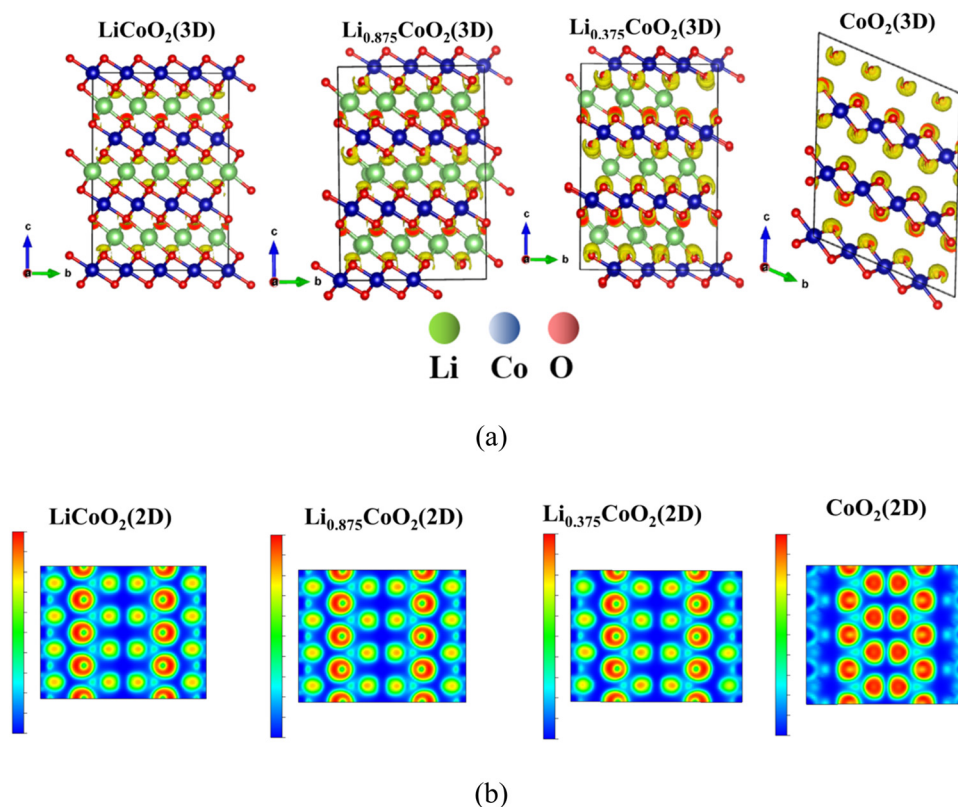 (a)
LiCoO₂(3D) Li₀.₈₇₅CoO₂(3D) Li₀.₃₇₅CoO₂(3D) CoO₂(3D)
c b a c b a c b a c b a
Li Co O
(a)
LiCoO₂(2D) Li₀.₈₇₅CoO₂(2D) Li₀.₃₇₅CoO₂(2D) CoO₂(2D)
(b)